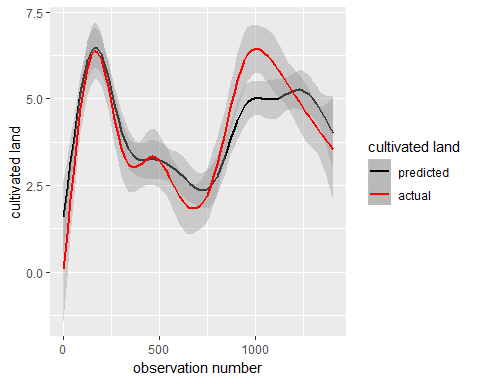 7.5
5.0
2.5
0.0
cultivated land
0
500
1000
observation number
cultivated land
predicted
actual